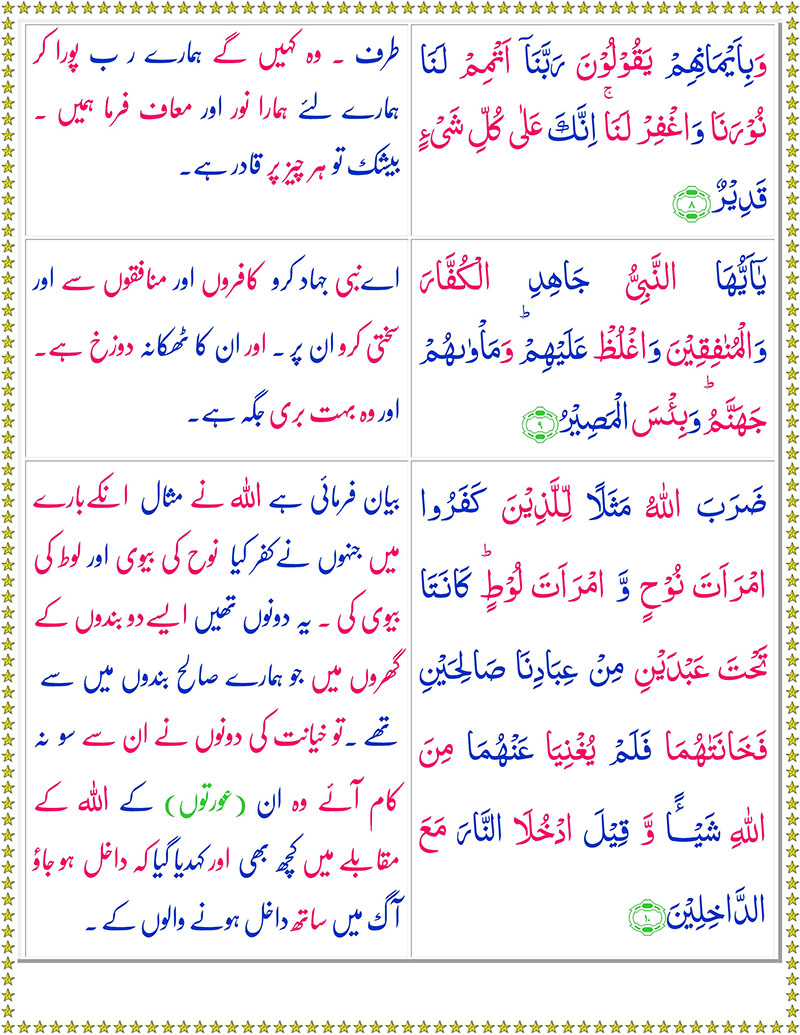 وَبِاَيْمَانِهِمْ يَقُوْلُوْنَ رَبَّنَاۤ اَتْمِمْ لَنَا
نُوْرَنَا وَاغْفِرْ لَنَا ۚ اِنَّكَ عَلٰى كُلِّ شَىْءٍ
قَدِيْرٌ ۸
طرف ۔ وہ کہیں گے ہمارے ر ب پورا کر
ہمارے لئے ہمارا نور اور معاف فرما ہمیں ۔
بیشک تو ہر چیز پر قادر ہے۔
يٰۤاَيُّهَا النَّبِىُّ جَاهِدِ الْكُفَّارَ
وَالْمُنٰفِقِيْنَ وَاغْلُظْ عَلَيْهِمْ ؕ وَمَاْوٰٮهُمْ
جَهَنَّمُ ؕ وَبِئْسَ الْمَصِيْرُ ۹
اے نبی جہاد کرو کافروں اور منافقوں سے اور
سختی کرو ان پر ۔ اور ان کا ٹھکانہ دوزخ ہے۔
اور وہ بہت بری جگہ ہے۔
ضَرَبَ اللّٰهُ مَثَلًا لِّلَّذِيْنَ كَفَرُوا
امْرَاَتَ نُوْحٍ وَّ امْرَاَتَ لُوْطٍ ؕ كَانَتَا
تَحْتَ عَبْدَيْنِ مِنْ عِبَادِنَا صَالِحَيْنِ
فَخَانَتٰهُمَا فَلَمْ يُغْنِيَا عَنْهُمَا مِنَ
اللّٰهِ شَيْــًٔا وَّ قِيْلَ ادْخُلَا النَّارَ مَعَ
الدَّاخِلِيْنَ ۱۰
بیان فرمائی ہے اللہ نے مثال انکے بارے
میں جنہوں نے کفر کیا نوح کی بیوی اور لوط کی
بیوی کی ۔ یہ دونوں تھیں ایسے دو بندوں کے
گھروں میں جو ہمارے صالح بندوں میں سے
تھے ۔ تو خیانت کی دونوں نے ان سے سو نہ
کام آئے وہ ان (عورتوں) کے اللہ کے
مقابلے میں کچھ بھی اور کہدیا گیا کہ داخل ہو جاؤ
آگ میں ساتھ داخل ہونے والوں کے ۔